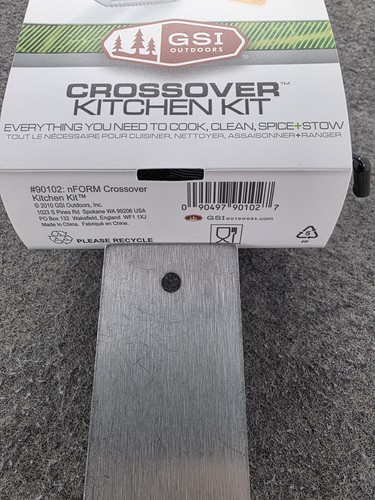 GSI
OUTDOORS
CROSSOVER™
KITCHEN KIT
EVERYTHING YOU NEED TO COOK, CLEAN, SPICE+STOW
TOUT LE NÉCESSAIRE POUR CUISINER, NETTOYER, ASSAISONNER+RANGER
#90102: nFORM Crossover
Kitchen Kit™
© 2010 GSI Outdoors, Inc.
1023 S Pines Rd Spokane WA 99206 USA
PO Box 132 Wakefield, England WF1 1XJ
Made in China. Fabriqué en Chine.
PLEASE RECYCLE
0 90497 90102 7
GSI OUTDOORS.com
5
PP